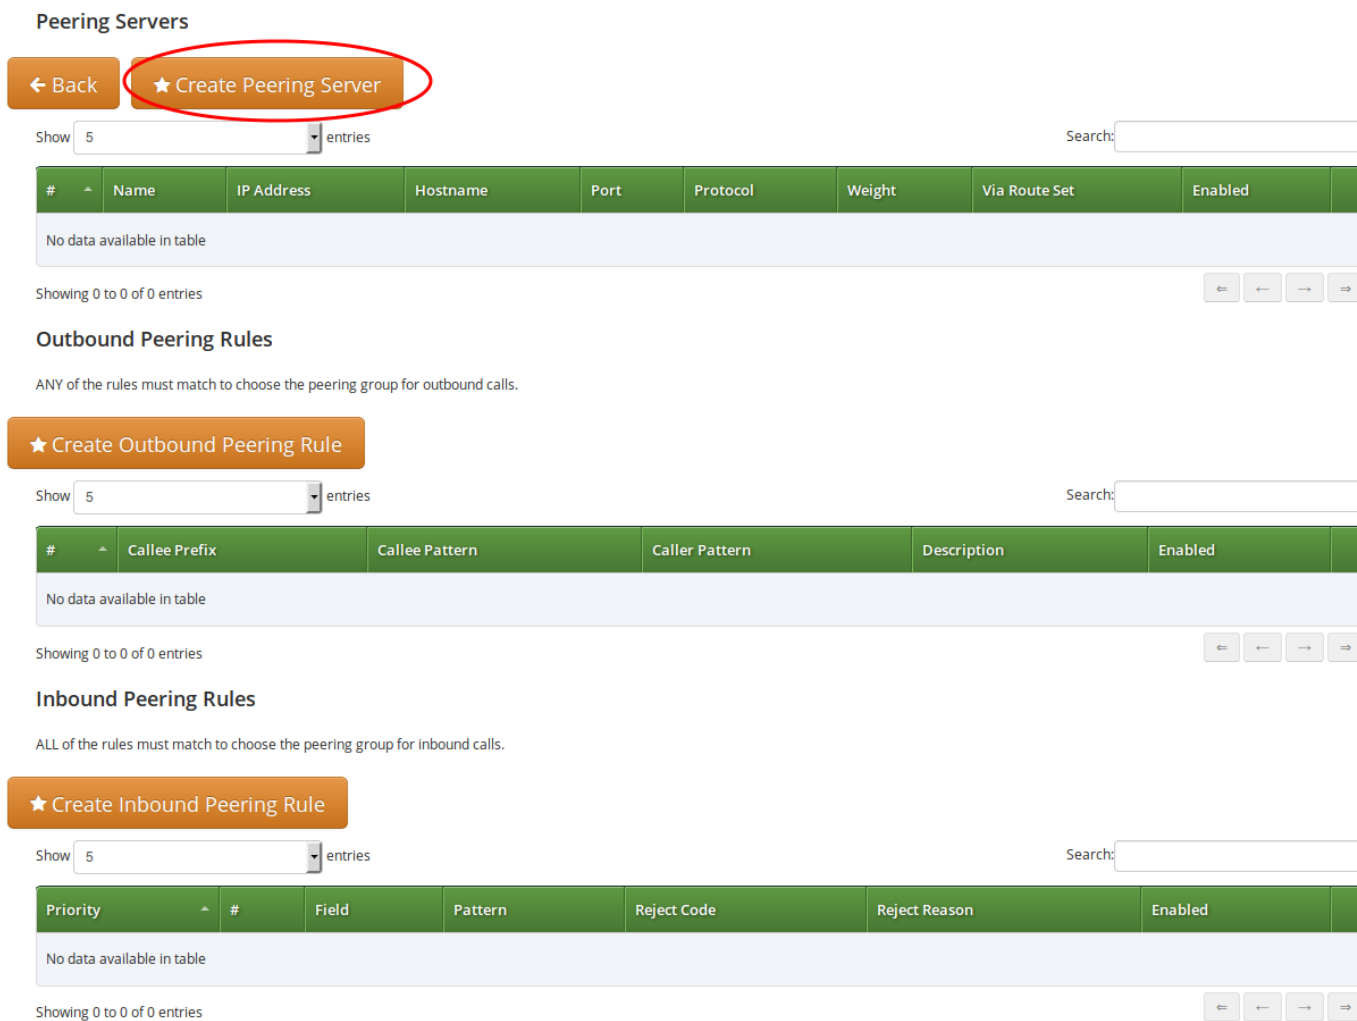 Peering Servers
Back Create Peering Server
Show 5 entries Search:
# Name IP Address Hostname Port Protocol Weight Via Route Set Enabled
No data available in table
Showing 0 to 0 of 0 entries ⇐ ← → ⇒
Outbound Peering Rules
ANY of the rules must match to choose the peering group for outbound calls.
Create Outbound Peering Rule
Show 5 entries Search:
# Callee Prefix Callee Pattern Caller Pattern Description Enabled
No data available in table
Showing 0 to 0 of 0 entries ⇐ ← → ⇒
Inbound Peering Rules
ALL of the rules must match to choose the peering group for inbound calls.
Create Inbound Peering Rule
Show 5 entries Search:
Priority # Field Pattern Reject Code Reject Reason Enabled
No data available in table
Showing 0 to 0 of 0 entries ⇐ ← → ⇒